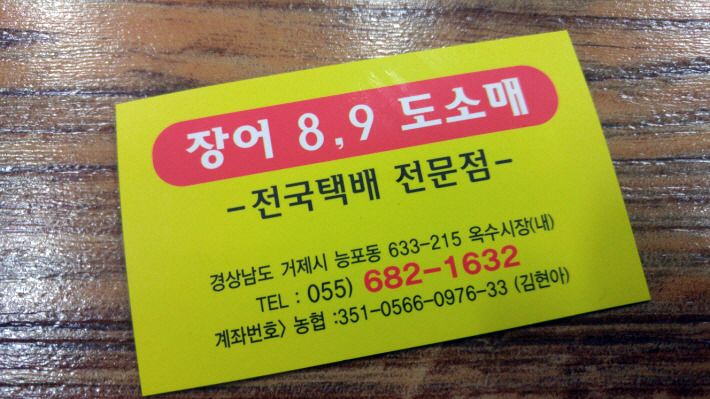 장어 8,9 도소매
-전국택배 전문점-
경상남도 거제시 능포동 633-215 옥수시장(내)
TEL : 055) 682-1632
계좌번호> 농협 :351-0566-0976-33 (김현아)